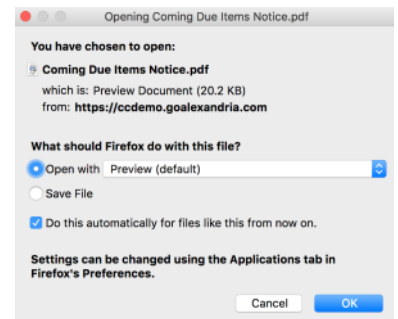 Opening Coming Due Items Notice.pdf
You have chosen to open:
Coming Due Items Notice.pdf
which is: Preview Document (20.2 KB)
from: https://ccdemo.goalexandria.com
What should Firefox do with this file?
Open with Preview (default)
Save File
Do this automatically for files like this from now on.
Settings can be changed using the Applications tab in
Firefox's Preferences.
Cancel OK